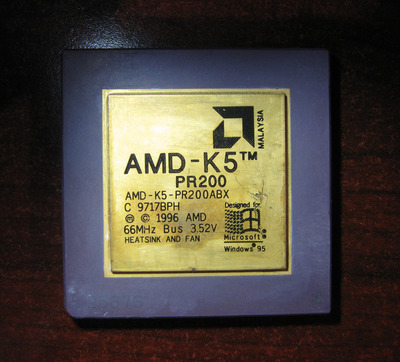 MALAYSIA
AMD-K5™
PR200
AMD-K5-PR200ABX
C 9717BPH
Ⓜ © 1996 AMD
66MHz Bus 3.52V
HEATSINK AND FAN
Designed for
Microsoft®
Windows 95